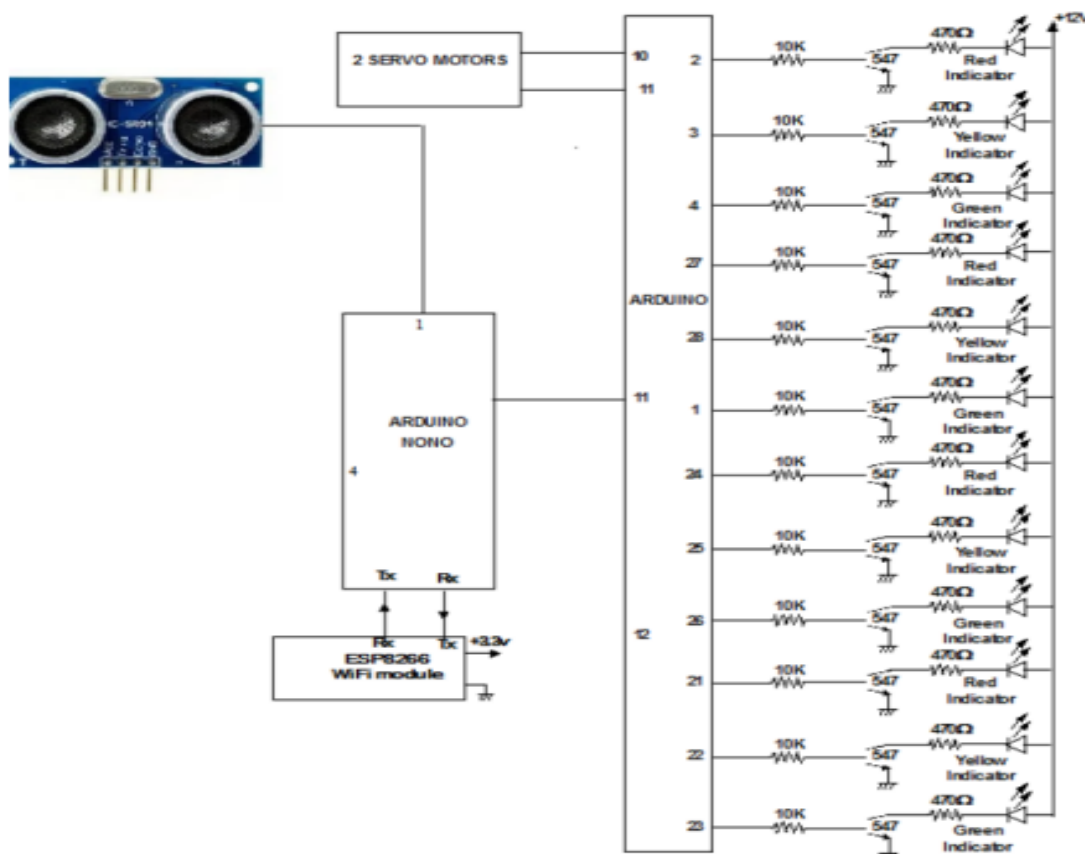 +12V
2 SERVO MOTORS
10
11
2
10K
547
470Ω
Red
Indicator
3
10K
547
470Ω
Yellow
Indicator
4
10K
547
470Ω
Green
Indicator
27
10K
547
470Ω
Red
Indicator
ARDUINO
28
10K
547
470Ω
Yellow
Indicator
1
ARDUINO
NONO
4
11
1
10K
547
470Ω
Green
Indicator
24
10K
547
470Ω
Red
Indicator
25
10K
547
470Ω
Yellow
Indicator
Tx
Rx
Rx
Tx
+3.3v
ESP8266
WiFi module
12
26
10K
547
470Ω
Green
Indicator
21
10K
547
470Ω
Red
Indicator
22
10K
547
470Ω
Yellow
Indicator
23
10K
547
470Ω
Green
Indicator